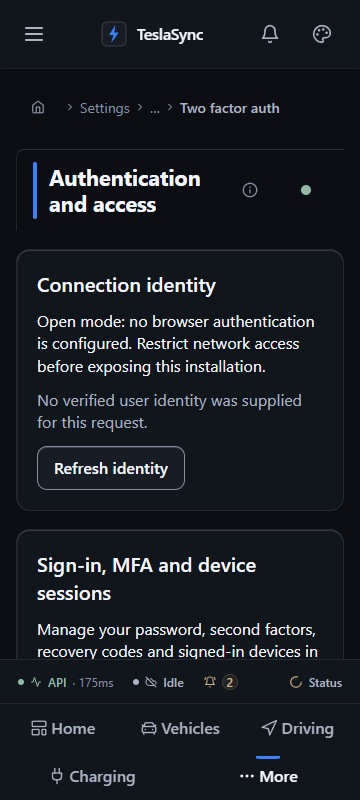 TeslaSync
Settings > ... > Two factor auth
Authentication
and access
Connection identity
Open mode: no browser authentication
is configured. Restrict network access
before exposing this installation.
No verified user identity was supplied
for this request.
Refresh identity
Sign-in, MFA and device
sessions
Manage your password, second factors,
recovery codes and signed-in devices in
API · 175ms Idle 2 Status
Home Vehicles Driving
Charging More